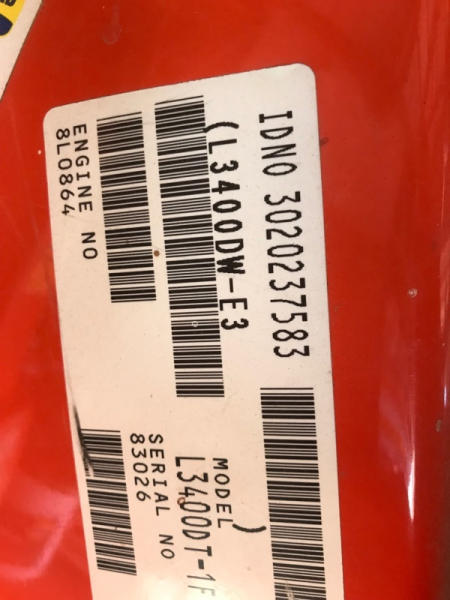 IDNO 3020237583
(L3400DW-E3 )
MODEL
L3400DT-1F
ENGINE NO
8L0864
SERIAL NO
83026